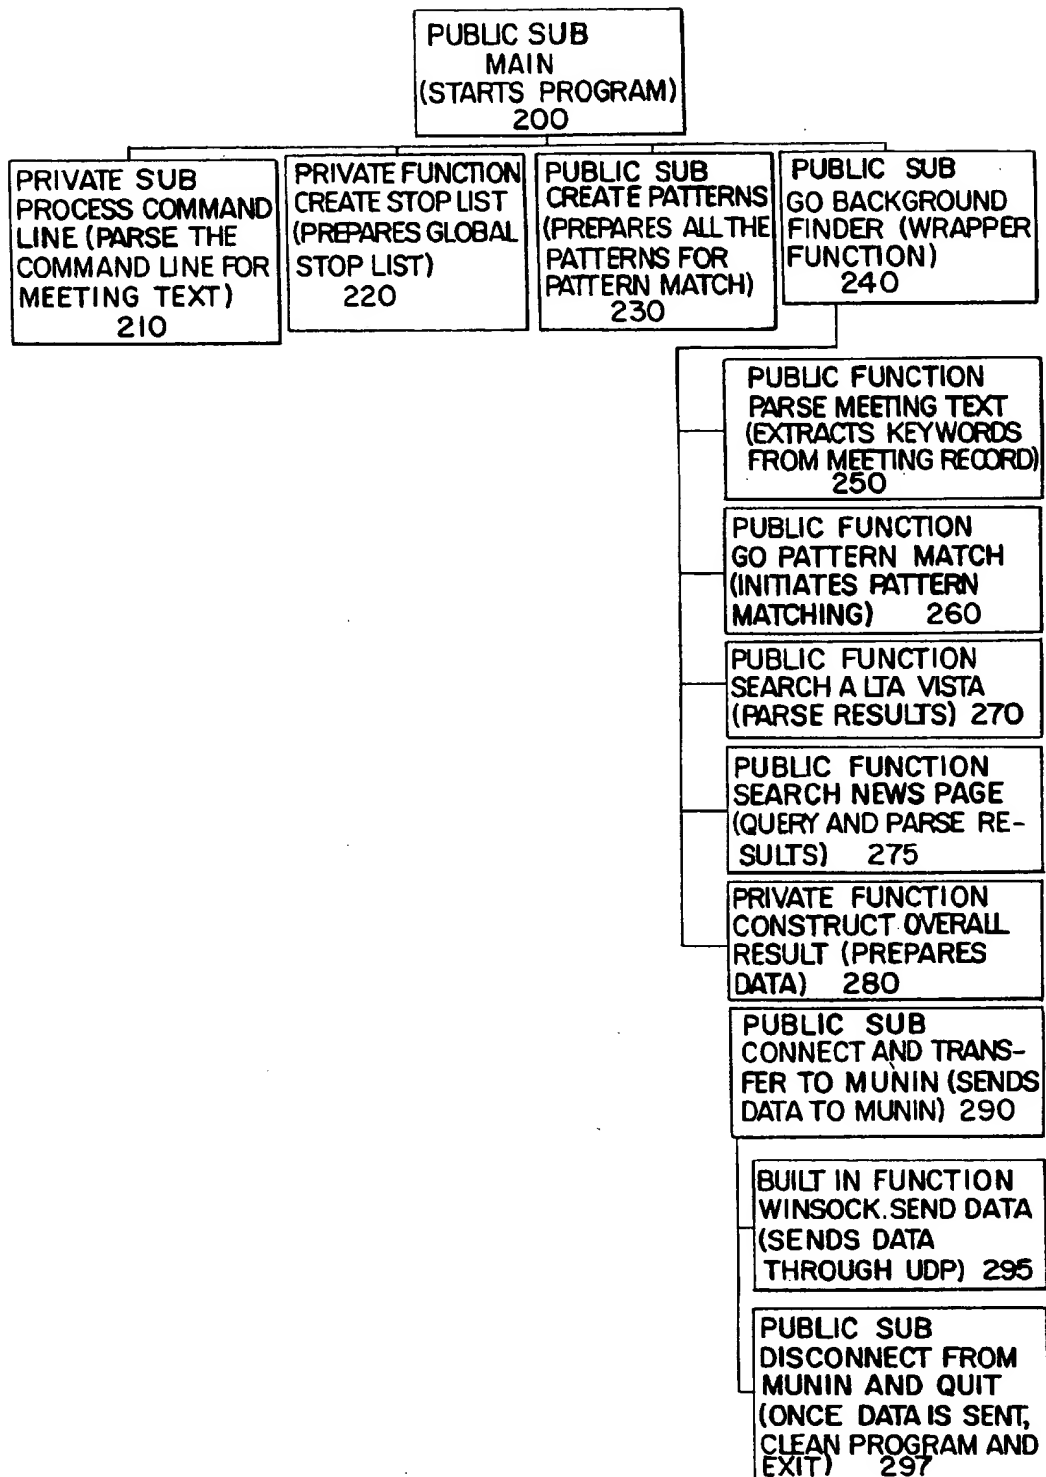 PUBLIC SUB
MAIN
(STARTS PROGRAM)
200
PRIVATE SUB
PROCESS COMMAND
LINE (PARSE THE
COMMAND LINE FOR
MEETING TEXT)
210
PRIVATE FUNCTION
CREATE STOP LIST
(PREPARES GLOBAL
STOP LIST)
220
PUBLIC SUB
CREATE PATTERNS
(PREPARES ALL THE
PATTERNS FOR
PATTERN MATCH)
230
PUBLIC SUB
GO BACKGROUND
FINDER (WRAPPER
FUNCTION)
240
PUBLIC FUNCTION
PARSE MEETING TEXT
(EXTRACTS KEYWORDS
FROM MEETING RECORD)
250
PUBLIC FUNCTION
GO PATTERN MATCH
(INITIATES PATTERN
MATCHING) 260
PUBLIC FUNCTION
SEARCH A LTA VISTA
(PARSE RESULTS) 270
PUBLIC FUNCTION
SEARCH NEWS PAGE
(QUERY AND PARSE RE-
SULTS) 275
PRIVATE FUNCTION
CONSTRUCT OVERALL
RESULT (PREPARES
DATA) 280
PUBLIC SUB
CONNECT AND TRANS-
FER TO MUNIN (SENDS
DATA TO MUNIN) 290
BUILT IN FUNCTION
WINSOCK.SEND DATA
(SENDS DATA
THROUGH UDP) 295
PUBLIC SUB
DISCONNECT FROM
MUNIN AND QUIT
(ONCE DATA IS SENT,
CLEAN PROGRAM AND
EXIT) 297